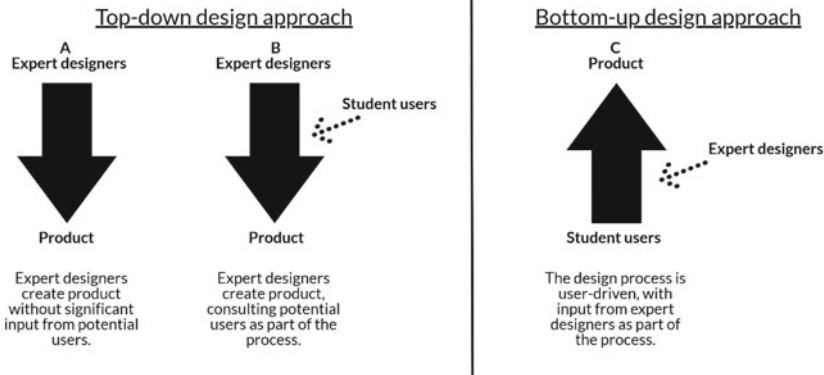 Top-down design approach
A
Expert designers
Product
Expert designers
create product
without significant
input from potential
users.
B
Expert designers
Student users
Product
Expert designers
create product,
consulting potential
users as part of the
process.
Bottom-up design approach
C
Product
Expert designers
Student users
The design process is
user-driven, with
input from expert
designers as part of
the process.